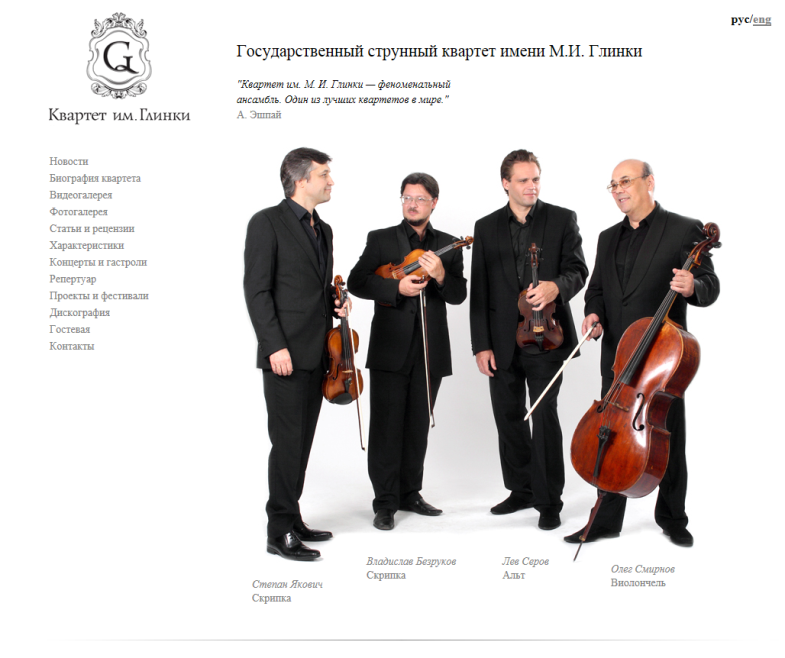 рус/eng
G
Квартет им. Глинки
Государственный струнный квартет имени М.И. Глинки
"Квартет им. М. И. Глинки — феноменальный
ансамбль. Один из лучших квартетов в мире."
А. Эшпай
Новости
Биография квартета
Видеогалерея
Фотогалерея
Статьи и рецензии
Характеристики
Концерты и гастроли
Репертуар
Проекты и фестивали
Дискография
Гостевая
Контакты
Степан Якович
Скрипка
Владислав Безруков
Скрипка
Лев Серов
Альт
Олег Смирнов
Виолончель